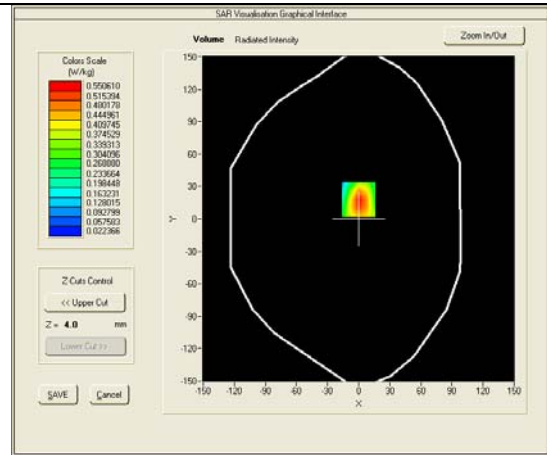 SAR Visualisation Graphical Interface
Volume Radiated Intensity
Zoom In/Out
Colors Scale
(W/kg)
0.550610
0.515394
0.480178
0.444961
0.409745
0.374529
0.339313
0.304096
0.268880
0.233664
0.198448
0.163231
0.128015
0.092799
0.057583
0.022366
Z Cuts Control
<< Upper Cut
Z = 4.0 mm
Lower Cut >>
SAVE Cancel
150
120
90
60
30
0
-30
-60
-90
-120
-150
Y
-150 -120 -90 -60 -30 0 30 60 90 120 150
X